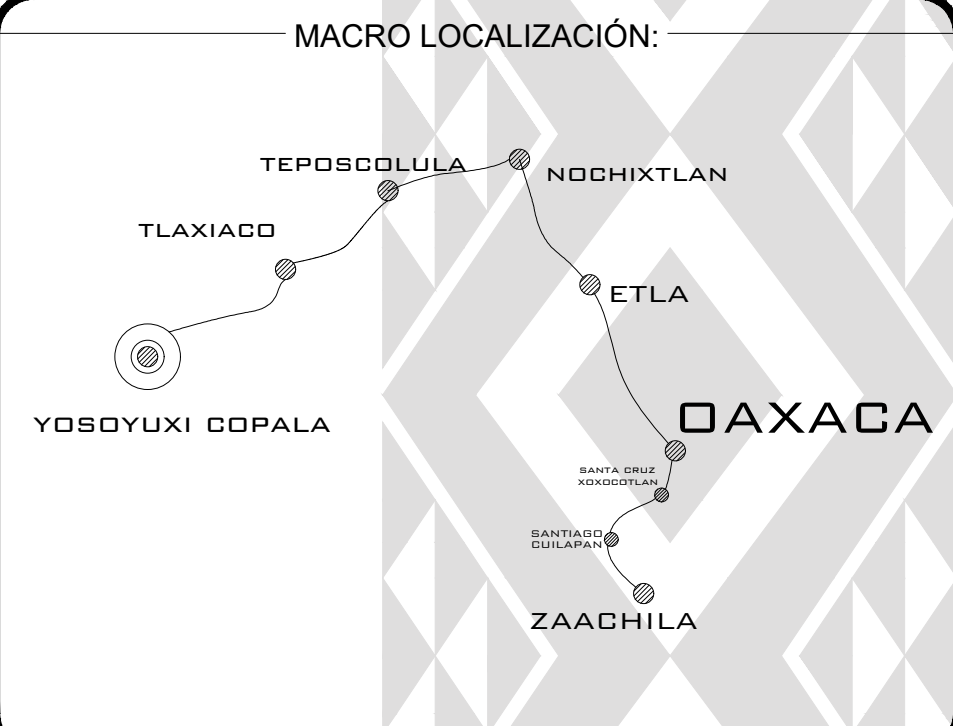 MACRO LOCALIZACIÓN:
TEPOSCOLULA
NOCHIXTLAN
TLAXIACO
ETLA
YOSOYUXI COPALA
OAXACA
SANTA CRUZ
XOXOCOTLAN
SANTIAGO
CUILAPAN
ZAACHILA